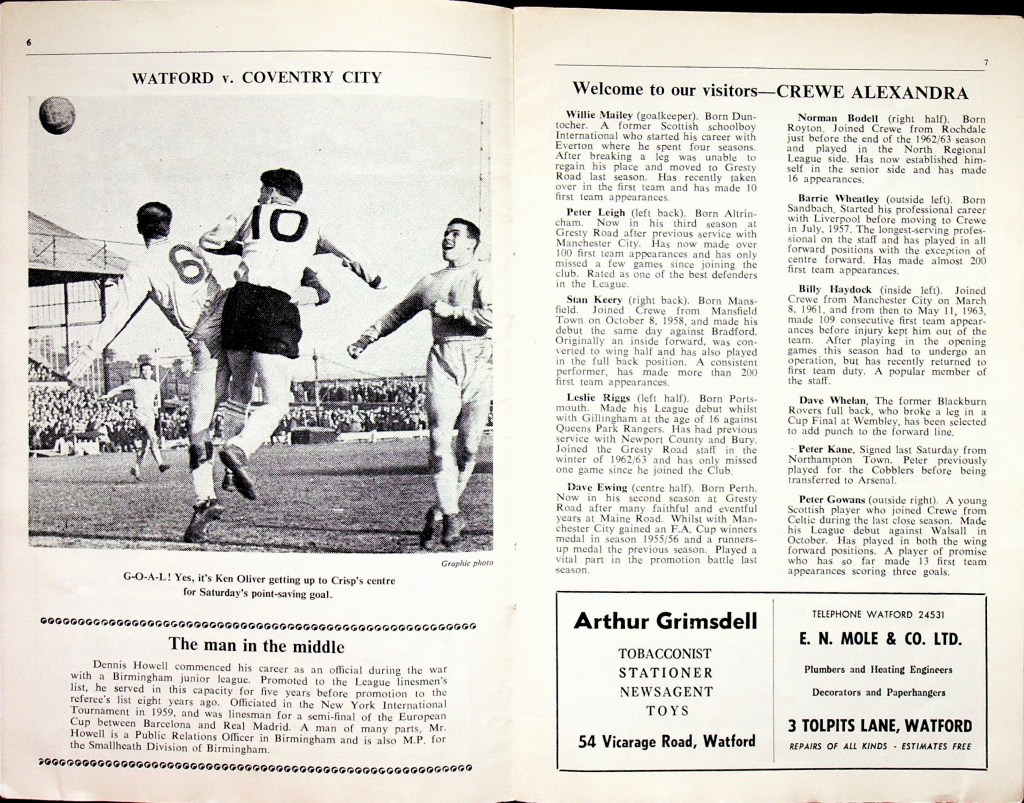 6
WATFORD v. COVENTRY CITY
6
10
Graphic photo
G-O-A-L! Yes, it's Ken Oliver getting up to Crisp's centre
for Saturday's point-saving goal.
The man in the middle
Dennis Howell commenced his career as an official during the war
with a Birmingham junior league. Promoted to the League linesmen's
list, he served in this capacity for five years before promotion to the
referee's list eight years ago. Officiated in the New York International
Tournament in 1959, and was linesman for a semi-final of the European
Cup between Barcelona and Real Madrid. A man of many parts, Mr.
Howell is a Public Relations Officer in Birmingham and is also M.P. for
the Smallheath Division of Birmingham.
7
Welcome to our visitors—CREWE ALEXANDRA
Willie Mailey (goalkeeper). Born Dun-
tocher. A former Scottish schoolboy
International who started his career with
Everton where he spent four seasons.
After breaking a leg was unable to
regain his place and moved to Gresty
Road last season. Has recently taken
over in the first team and has made 10
first team appearances.
Peter Leigh (left back). Born Altrin-
cham. Now in his third season at
Gresty Road after previous service with
Manchester City. Has now made over
100 first team appearances and has only
missed a few games since joining the
club. Rated as one of the best defenders
in the League.
Stan Keery (right back). Born Mans-
field. Joined Crewe from Mansfield
Town on October 8, 1958, and made his
debut the same day against Bradford.
Originally an inside forward, was con-
verted to wing half and has also played
in the full back position. A consistent
performer, has made more than 200
first team appearances.
Leslie Riggs (left half). Born Ports-
mouth. Made his League debut whilst
with Gillingham at the age of 16 against
Queens Park Rangers. Has had previous
service with Newport County and Bury.
Joined the Gresty Road staff in the
winter of 1962/63 and has only missed
one game since he joined the Club.
Dave Ewing (centre half). Born Perth.
Now in his second season at Gresty
Road after many faithful and eventful
years at Maine Road. Whilst with Man-
chester City gained an F.A. Cup winners
medal in season 1955/56 and a runners-
up medal the previous season. Played a
vital part in the promotion battle last
season.
Norman Bodell (right half). Born
Royton. Joined Crewe from Rochdale
just before the end of the 1962/63 season
and played in the North Regional
League side. Has now established him-
self in the senior side and has made
16 appearances.
Barrie Wheatley (outside left). Born
Sandbach. Started his professional career
with Liverpool before moving to Crewe
in July, 1957. The longest-serving profes-
sional on the staff and has played in all
forward positions with the exception of
centre forward. Has made almost 200
first team appearances.
Billy Haydock (inside left). Joined
Crewe from Manchester City on March
8, 1961, and from then to May 11, 1963,
made 109 consecutive first team appear-
ances before injury kept him out of the
team. After playing in the opening
games this season had to undergo an
operation, but has recently returned to
first team duty. A popular member of
the staff.
Dave Whelan, The former Blackburn
Rovers full back, who broke a leg in a
Cup Final at Wembley, has been selected
to add punch to the forward line.
Peter Kane, Signed last Saturday from
Northampton Town. Peter previously
played for the Cobblers before being
transferred to Arsenal.
Peter Gowans (outside right). A young
Scottish player who joined Crewe from
Celtic during the last close season. Made
his League debut against Walsall in
October. Has played in both the wing
forward positions. A player of promise
who has so far made 13 first team
appearances scoring three goals.
Arthur Grimsdell
TOBACCONIST
STATIONER
NEWSAGENT
TOYS
54 Vicarage Road, Watford
TELEPHONE WATFORD 24531
E. N. MOLE & CO. LTD.
Plumbers and Heating Engineers
Decorators and Paperhangers
3 TOLPITS LANE, WATFORD
REPAIRS OF ALL KINDS - ESTIMATES FREE